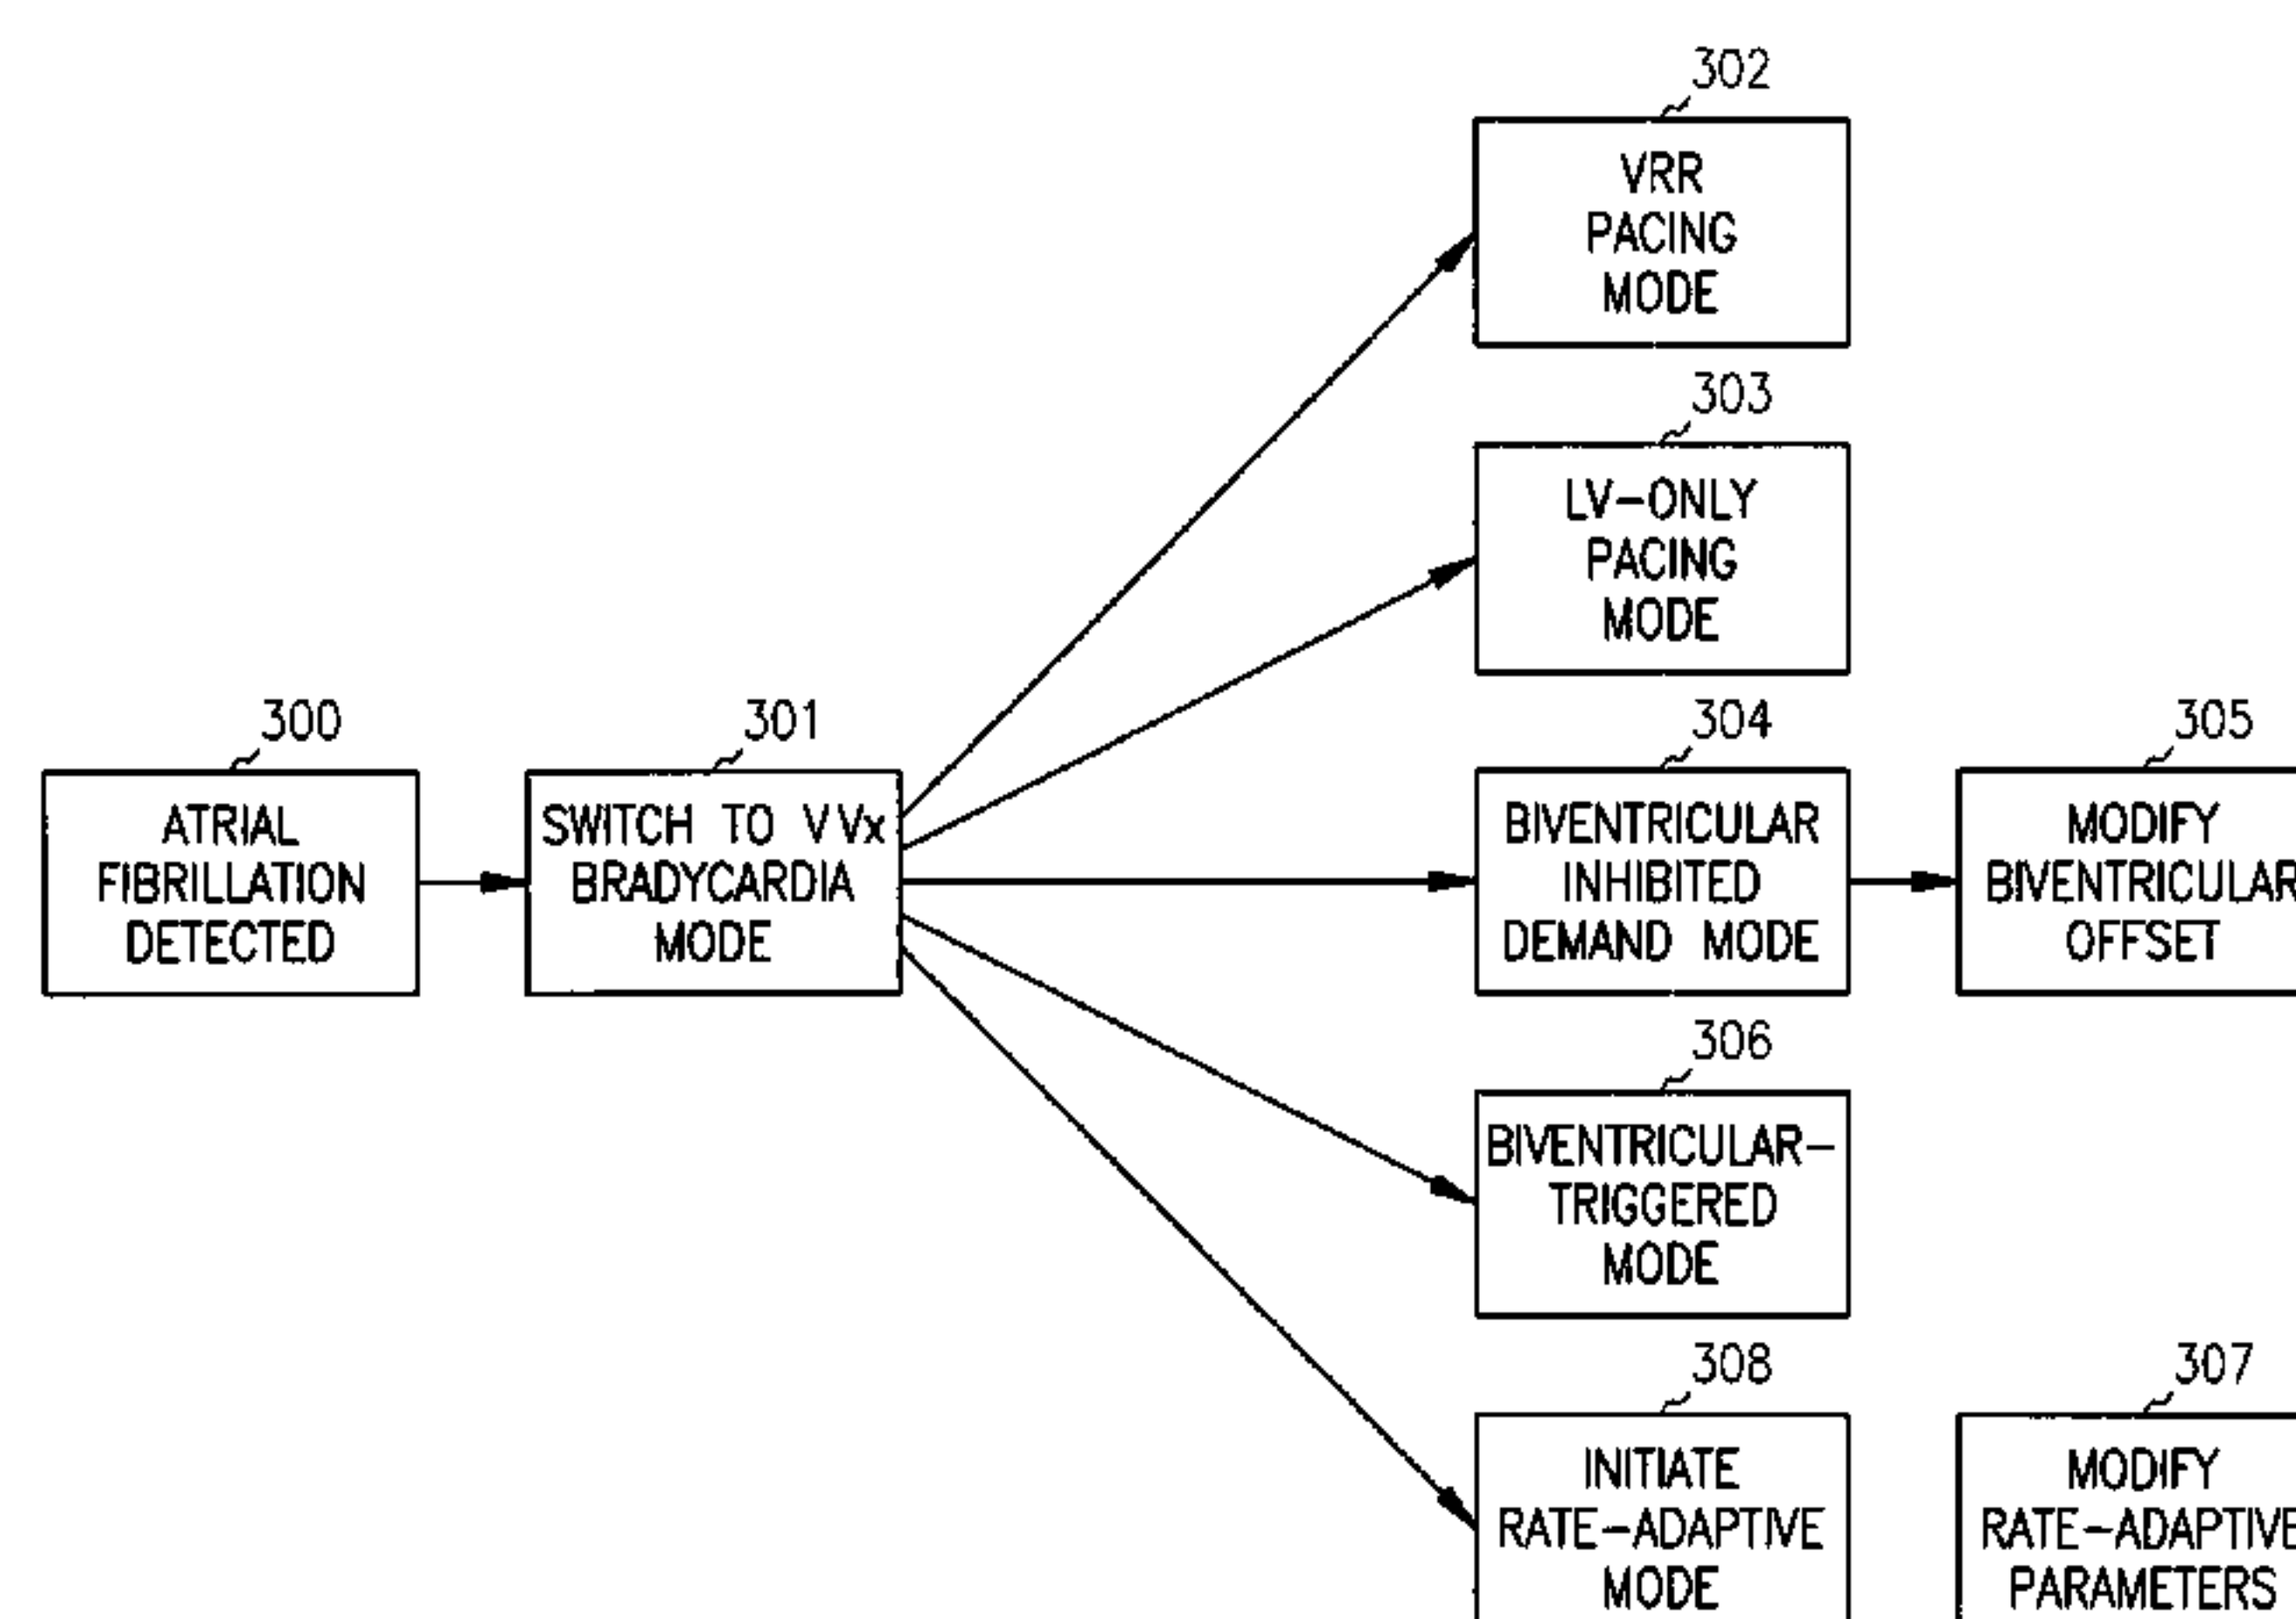 302
VRR
PACING
MODE
303
LV-ONLY
PACING
MODE
300
ATRIAL
FIBRILLATION
DETECTED
301
SWITCH TO VVx
BRADYCARDIA
MODE
304
BIVENTRICULAR
INHIBITED
DEMAND MODE
305
MODIFY
BIVENTRICULAR
OFFSET
306
BIVENTRICULAR-
TRIGGERED
MODE
308
INITIATE
RATE-ADAPTIVE
MODE
307
MODIFY
RATE-ADAPTIVE
PARAMETERS